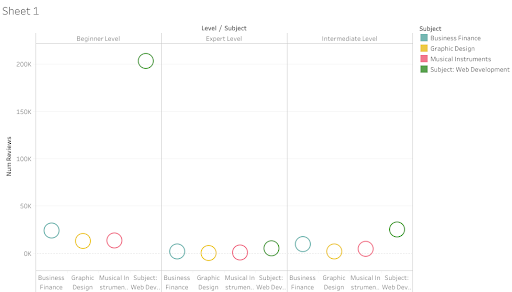 Sheet 1
Level / Subject
Beginner Level
Expert Level
Intermediate Level
Subject
Business Finance
Graphic Design
Musical Instruments
Subject: Web Development
Num Reviews
200K
150K
100K
50K
0K
Business Finance
Graphic Design
Musical In strumen..
Subject: Web Dev..
Business Finance
Graphic Design
Musical In strumen..
Subject: Web Dev..
Business Finance
Graphic Design
Musical In strumen..
Subject: Web Dev..